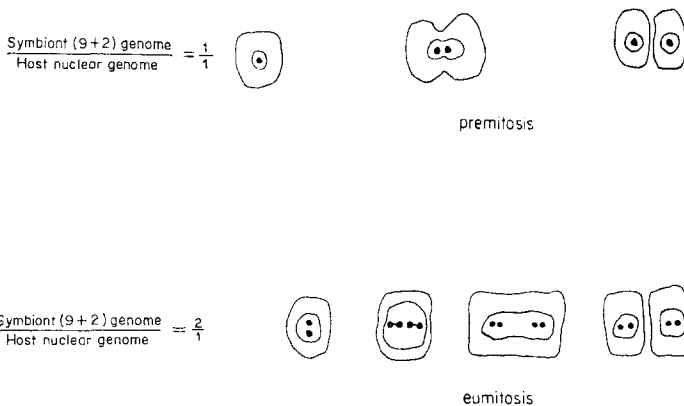 Symbiont (9+2) genome
Host nuclear genome
= 1/1
premitosis
Symbiont (9+2) genome
Host nuclear genome
= 2/1
eumitosis